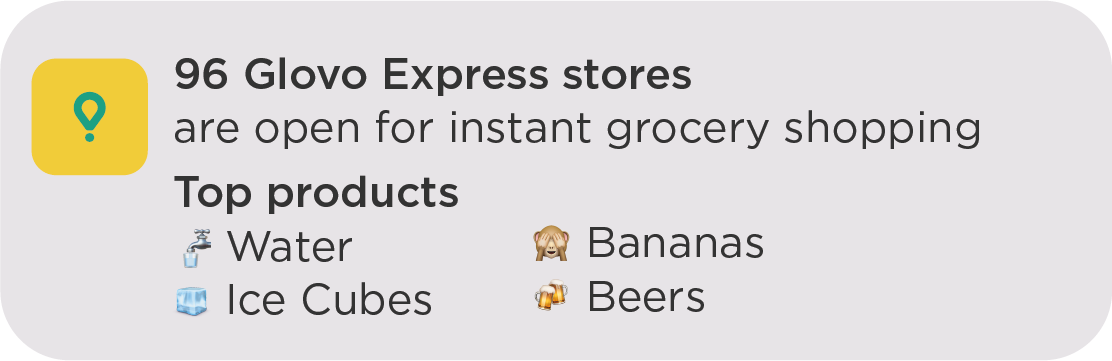 96 Glovo Express stores
are open for instant grocery shopping
Top products
Water
Bananas
Ice Cubes
Beers